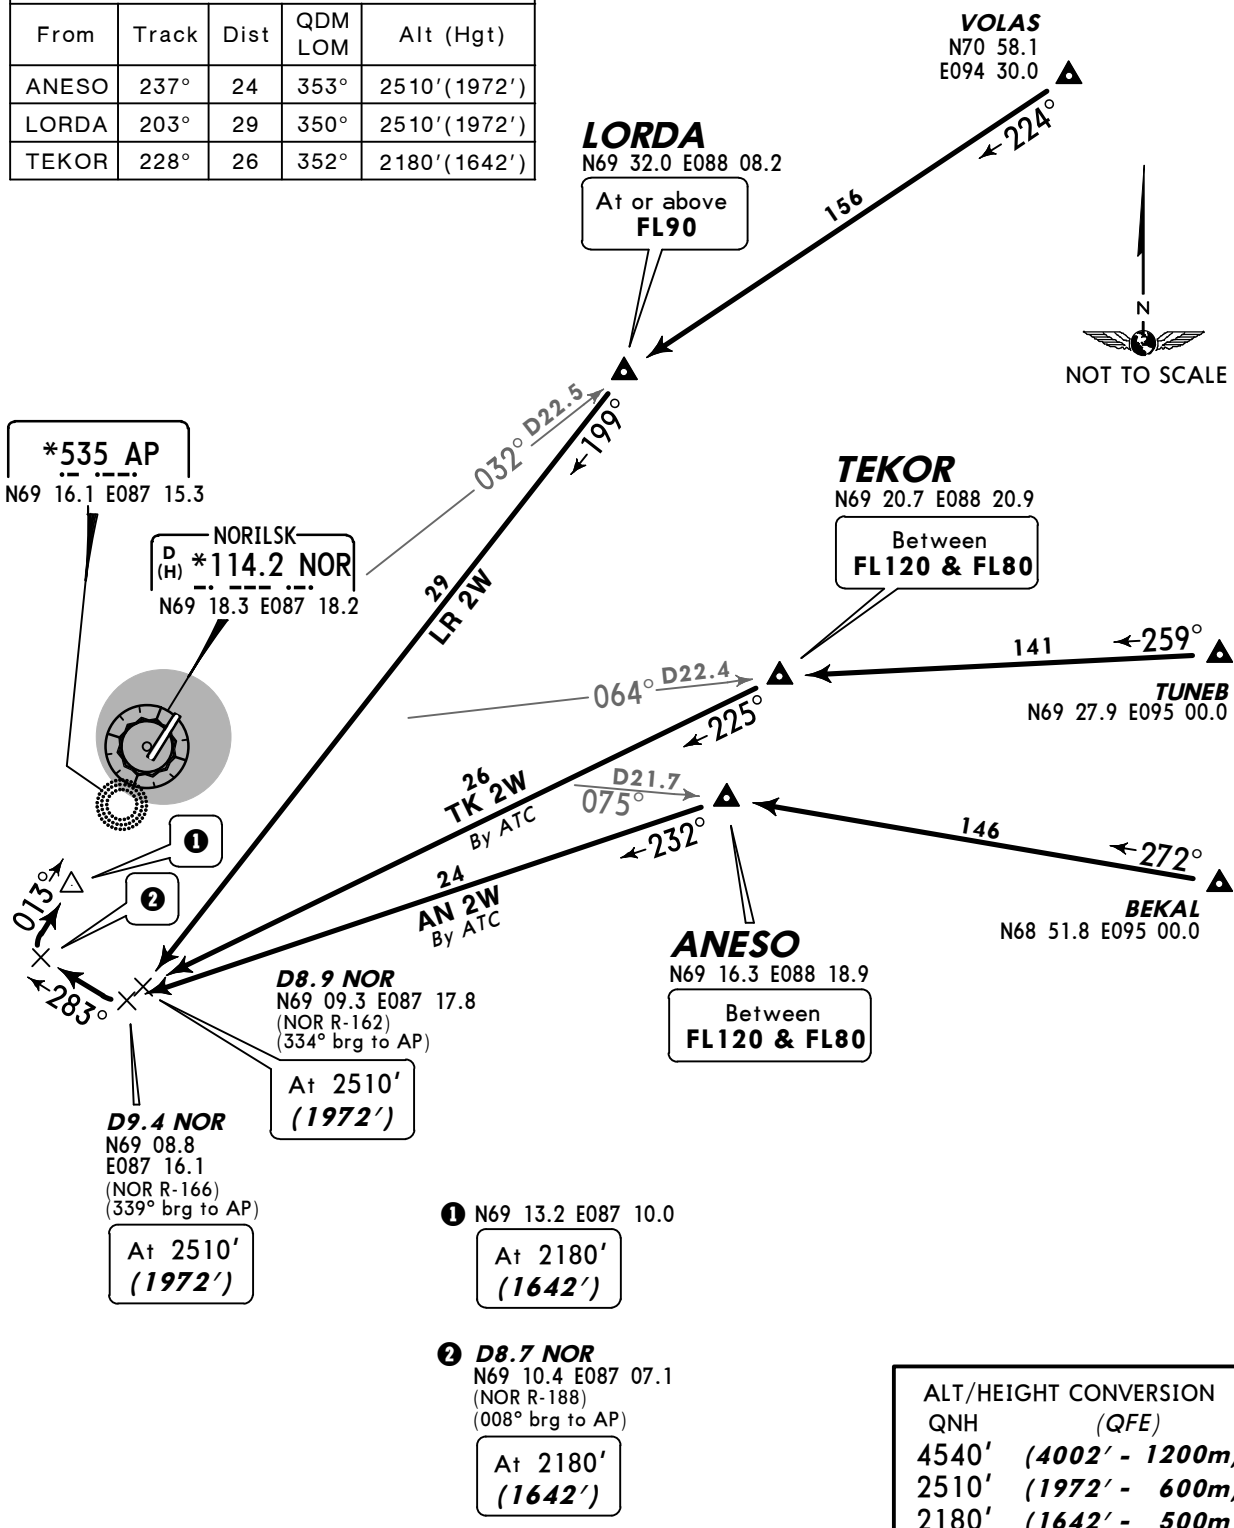 From Track Dist QDM LOM Alt (Hgt)
ANESO 237° 24 353° 2510'(1972')
LORDA 203° 29 350° 2510'(1972')
TEKOR 228° 26 352° 2180'(1642')
VOLAS
N70 58.1
E094 30.0
224°
156
LORDA
N69 32.0 E088 08.2
At or above
FL90
N
NOT TO SCALE
D22.5
032°
199°
*535 AP
N69 16.1 E087 15.3
NORILSK
D
(H) *114.2 NOR
N69 18.3 E087 18.2
29
LR 2W
TEKOR
N69 20.7 E088 20.9
Between
FL120 & FL80
141
259°
TUNEB
N69 27.9 E095 00.0
064° D22.4
225°
26
TK 2W
By ATC
D21.7
075°
232°
24
AN 2W
By ATC
146
272°
BEKAL
N68 51.8 E095 00.0
ANESO
N69 16.3 E088 18.9
Between
FL120 & FL80
1
2
013°
283°
D8.9 NOR
N69 09.3 E087 17.8
(NOR R-162)
(334° brg to AP)
At 2510'
(1972')
D9.4 NOR
N69 08.8
E087 16.1
(NOR R-166)
(339° brg to AP)
At 2510'
(1972')
1 N69 13.2 E087 10.0
At 2180'
(1642')
2 D8.7 NOR
N69 10.4 E087 07.1
(NOR R-188)
(008° brg to AP)
At 2180'
(1642')
ALT/HEIGHT CONVERSION
QNH (QFE)
4540' (4002' - 1200m)
2510' (1972' - 600m)
2180' (1642' - 500m